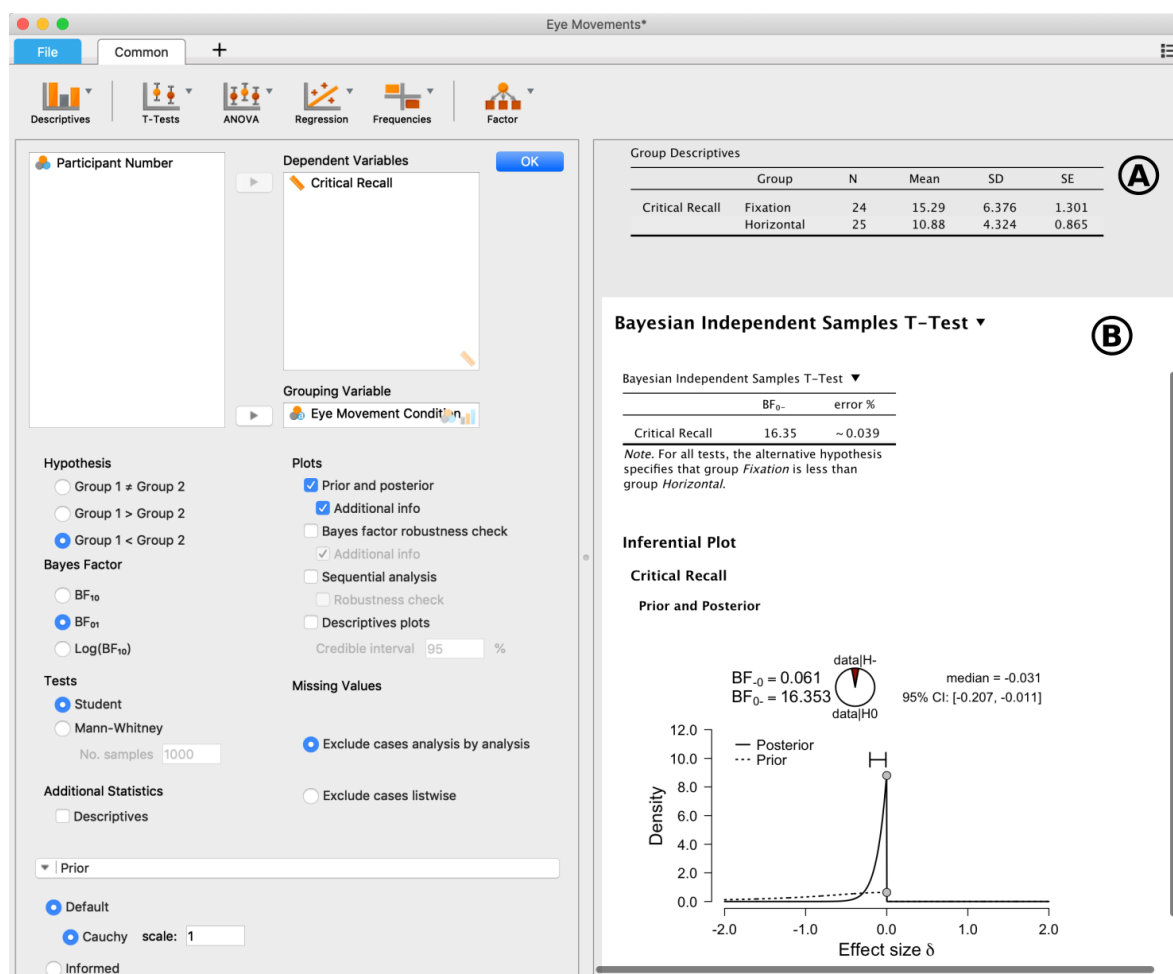 Eye Movements*
File
Common
+
Descriptives
T-Tests
ANOVA
Regression
Frequencies
Factor
Participant Number
Dependent Variables
OK
Critical Recall
Grouping Variable
Eye Movement Condition
Hypothesis
Group 1 ≠ Group 2
Group 1 > Group 2
Group 1 < Group 2
Bayes Factor
BF₁₀
BF₀₁
Log(BF₁₀)
Tests
Student
Mann-Whitney
No. samples 1000
Additional Statistics
Descriptives
Plots
Prior and posterior
Additional info
Bayes factor robustness check
Additional info
Sequential analysis
Robustness check
Descriptives plots
Credible interval 95 %
Missing Values
Exclude cases analysis by analysis
Exclude cases listwise
Prior
Default
Cauchy scale: 1
Informed
Group Descriptives
A
Group N Mean SD SE
Critical Recall Fixation 24 15.29 6.376 1.301
Horizontal 25 10.88 4.324 0.865
Bayesian Independent Samples T-Test ▼
B
Bayesian Independent Samples T-Test ▼
BF₀₋ error %
Critical Recall 16.35 ~ 0.039
Note. For all tests, the alternative hypothesis
specifies that group Fixation is less than
group Horizontal.
Inferential Plot
Critical Recall
Prior and Posterior
data|H-
BF₋₀ = 0.061
BF₀₋ = 16.353
data|H0
median = -0.031
95% CI: [-0.207, -0.011]
Posterior
Prior
Density
12.0
10.0
8.0
6.0
4.0
2.0
0.0
-2.0 -1.0 0.0 1.0 2.0
Effect size δ